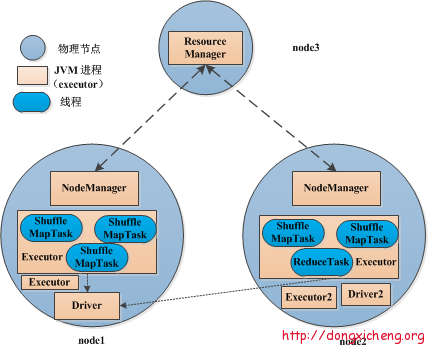 物理节点
JVM 进程
（executor）
线程
Resource
Manager
node3
NodeManager
Shuffle
MapTask
Shuffle
MapTask
Shuffle
MapTask
Executor
Executor
Driver
node1
NodeManager
Shuffle
MapTask
Shuffle
MapTask
ReduceTask
Executor
Executor2
Driver2
node2
http://dongxicheng.org